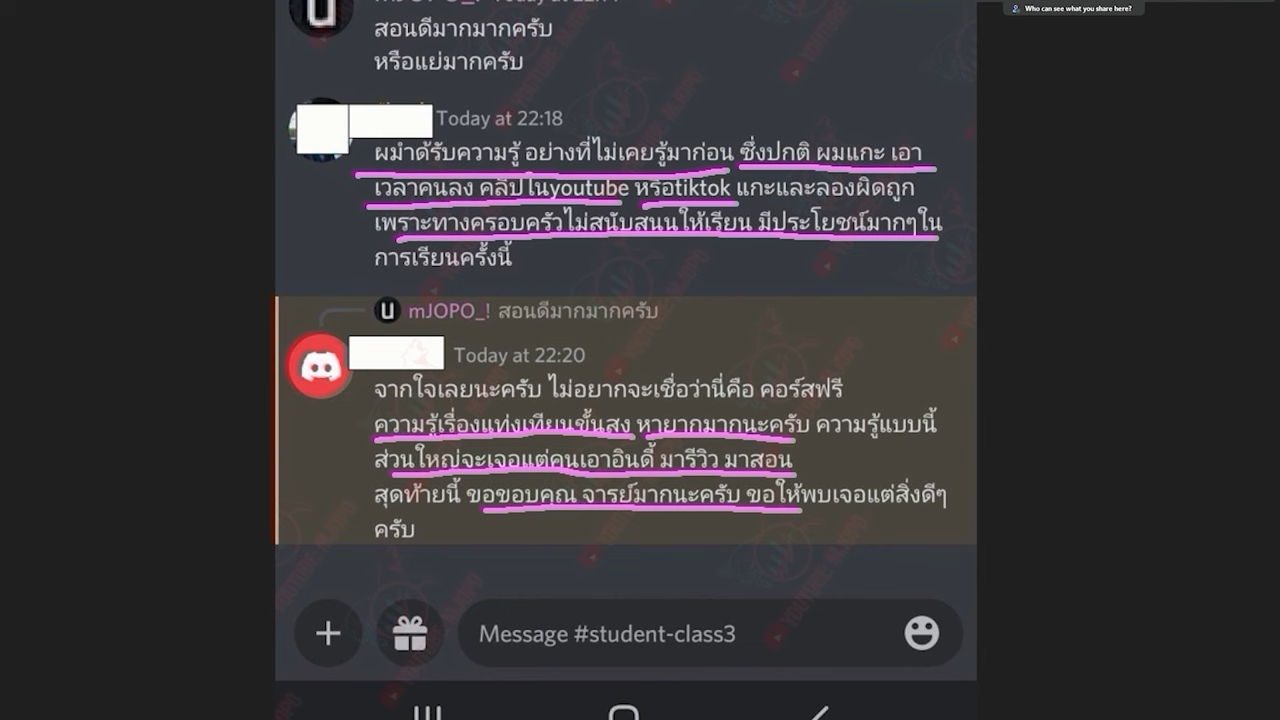 Who can see what you share here?
สอนดีมากมากครับ
หรือแย่มากครับ
Today at 22:18
ผมำด้รับความรู้ อย่างที่ไม่เคยรู้มาก่อน ซึ่งปกติ ผมแกะ เอา
เวลาคนลง คลิปในyoutube หรือtiktok แกะและลองผิดถูก
เพราะทางครอบครัวไม่สนับสนนให้เรียน มีประโยชน์มากๆใน
การเรียนครั้งนี้
mJOPO_! สอนดีมากมากครับ
Today at 22:20
จากใจเลยนะครับ ไม่อยากจะเชื่อว่านี่คือ คอร์สฟรี
ความรู้เรื่องแท่งเทียนขั้นสูง หายากมากนะครับ ความรู้แบบนี้
ส่วนใหญ่จะเจอแต่คนเอาอินดี้ มารีวิว มาสอน
สุดท้ายนี้ ขอขอบคุณ จารย์มากนะครับ ขอให้พบเจอแต่สิ่งดีๆ
ครับ
Message #student-class3